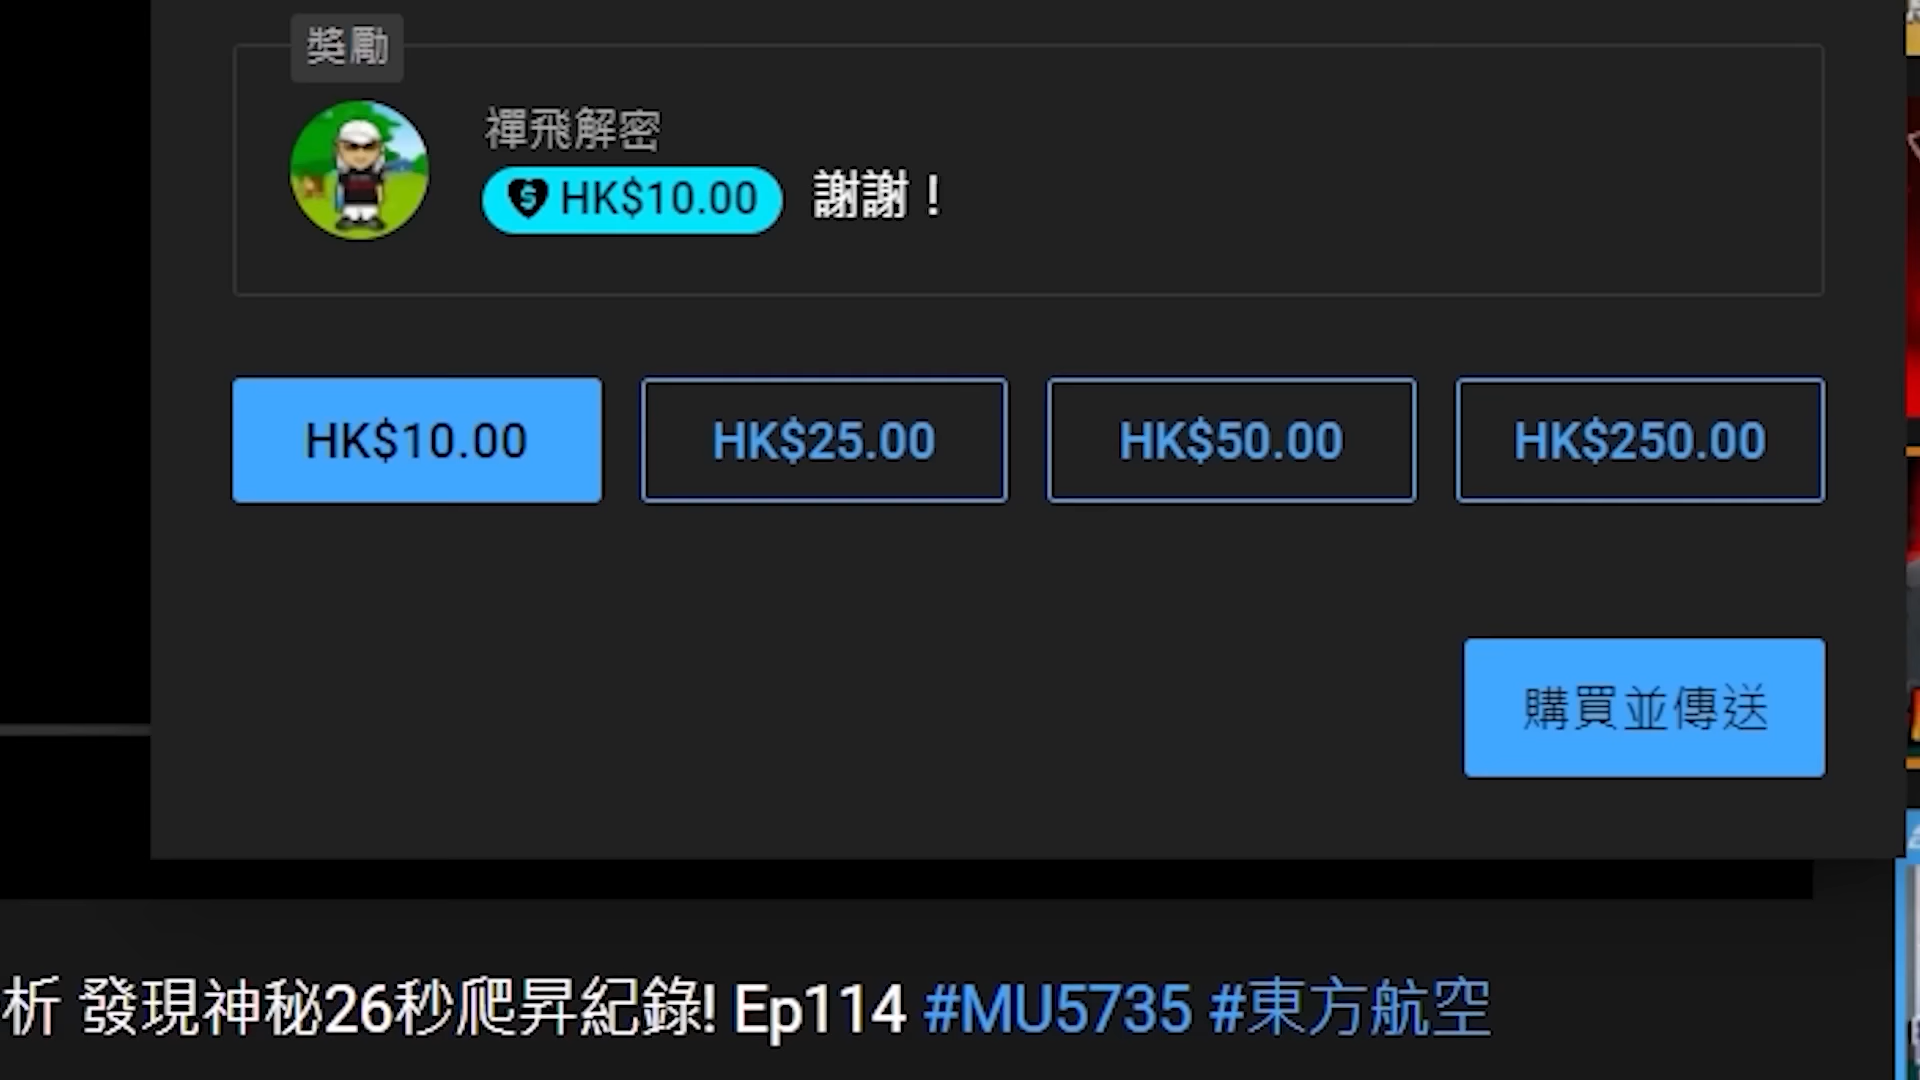 獎勵
禪飛解密
HK$10.00 謝謝！
HK$10.00 HK$25.00 HK$50.00 HK$250.00
購買並傳送
析 發現神秘26秒爬昇紀錄! Ep114 #MU5735 #東方航空